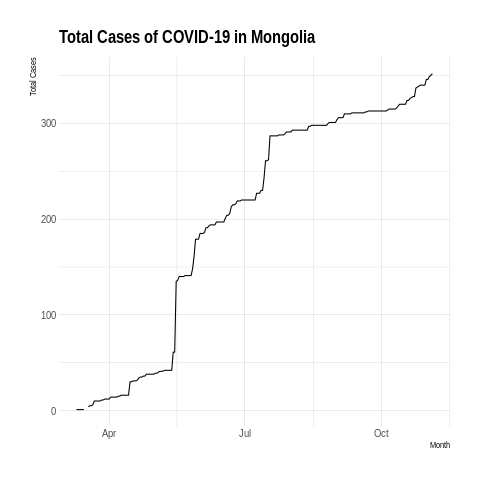 Total Cases of COVID-19 in Mongolia
Total Cases
300
200
100
0
Apr
Jul
Oct
Month